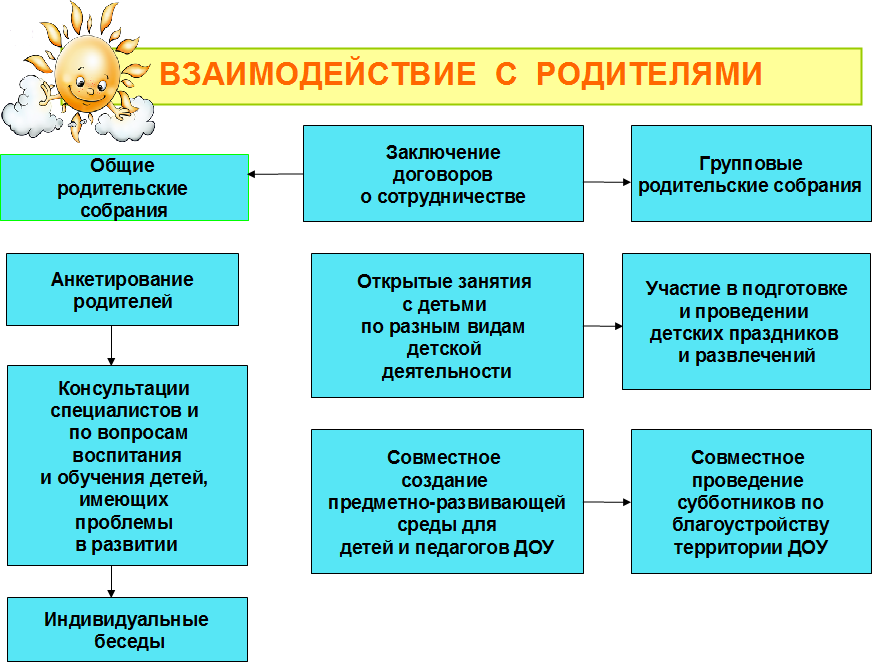 ВЗАИМОДЕЙСТВИЕ С РОДИТЕЛЯМИ
Общие
родительские
собрания
Заключение
договоров
о сотрудничестве
Групповые
родительские собрания
Анкетирование
родителей
Открытые занятия
с детьми
по разным видам
детской
деятельности
Участие в подготовке
и проведении
детских праздников
и развлечений
Консультации
специалистов и
по вопросам
воспитания
и обучения детей,
имеющих
проблемы
в развитии
Совместное
создание
предметно-развивающей
среды для
детей и педагогов ДОУ
Совместное
проведение
субботников по
благоустройству
территории ДОУ
Индивидуальные
беседы